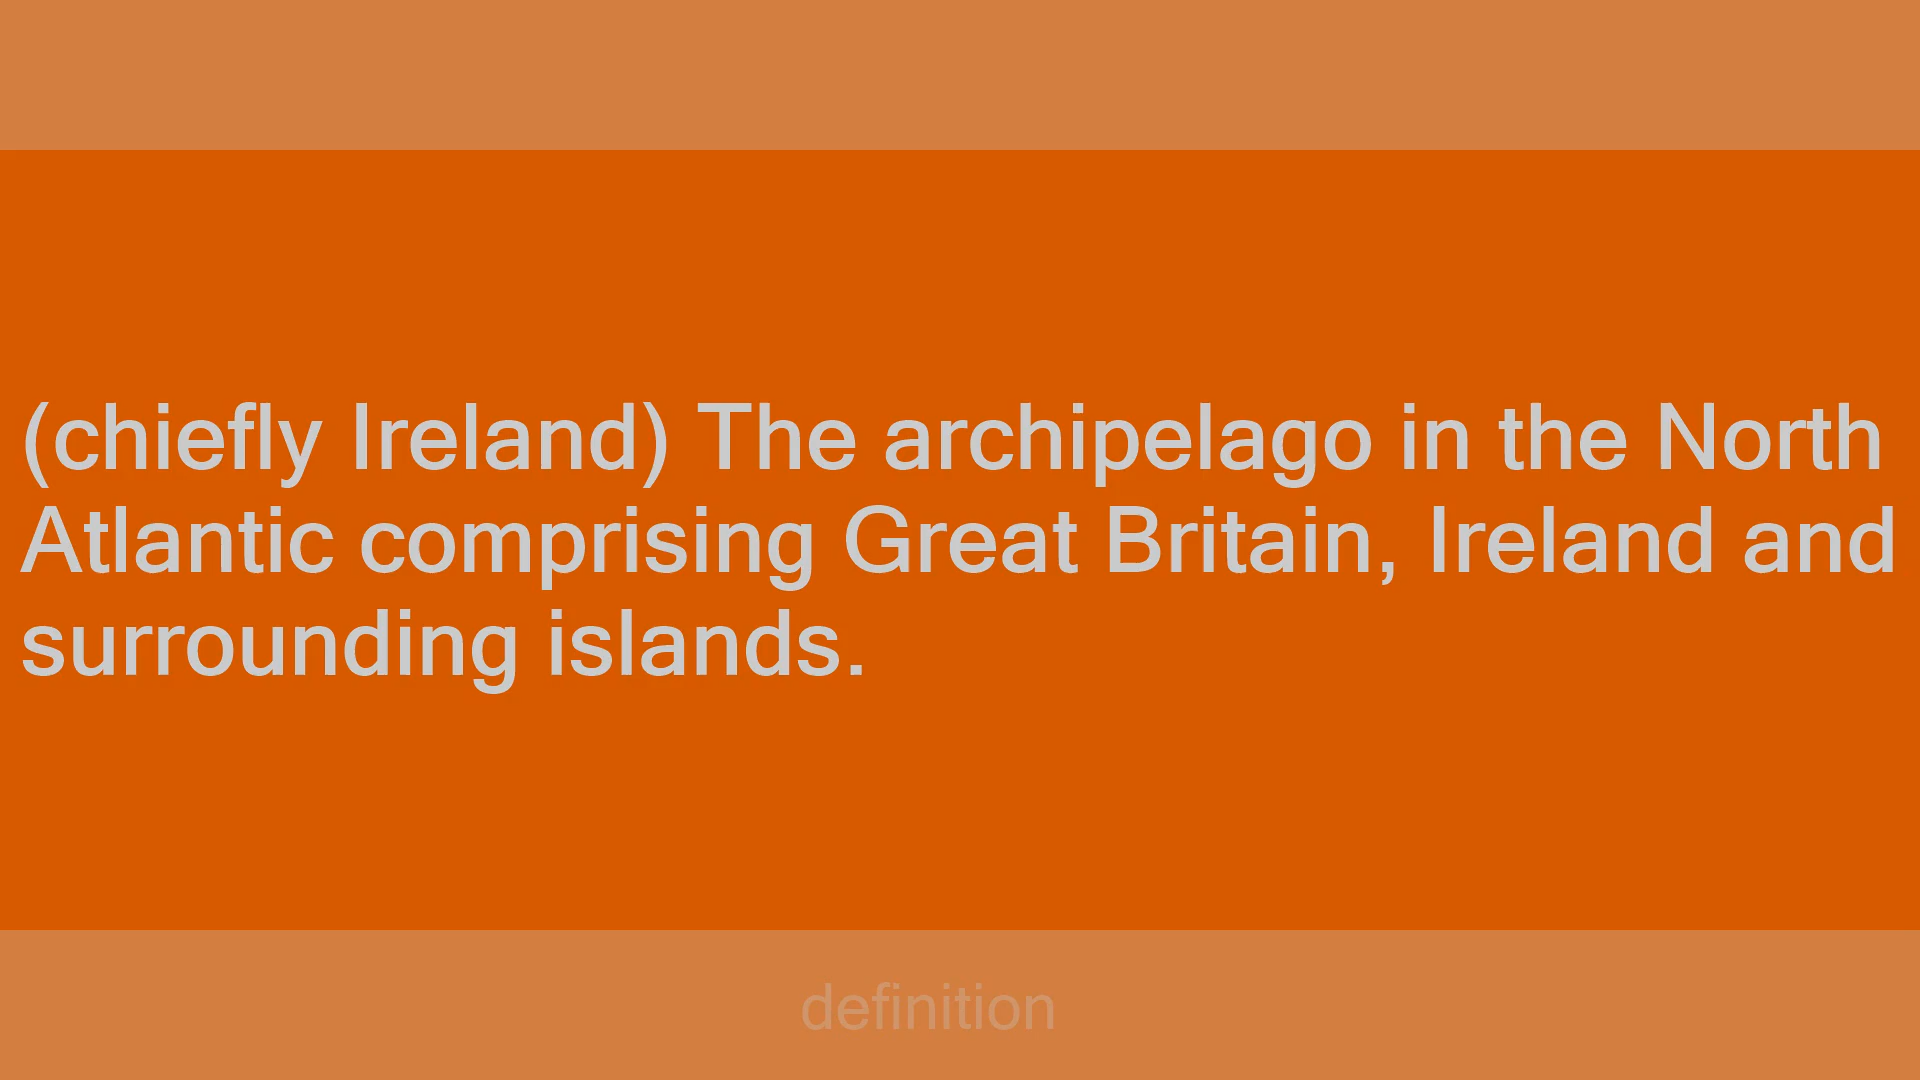 (chiefly Ireland) The archipelago in the North
Atlantic comprising Great Britain, Ireland and
surrounding islands.
definition